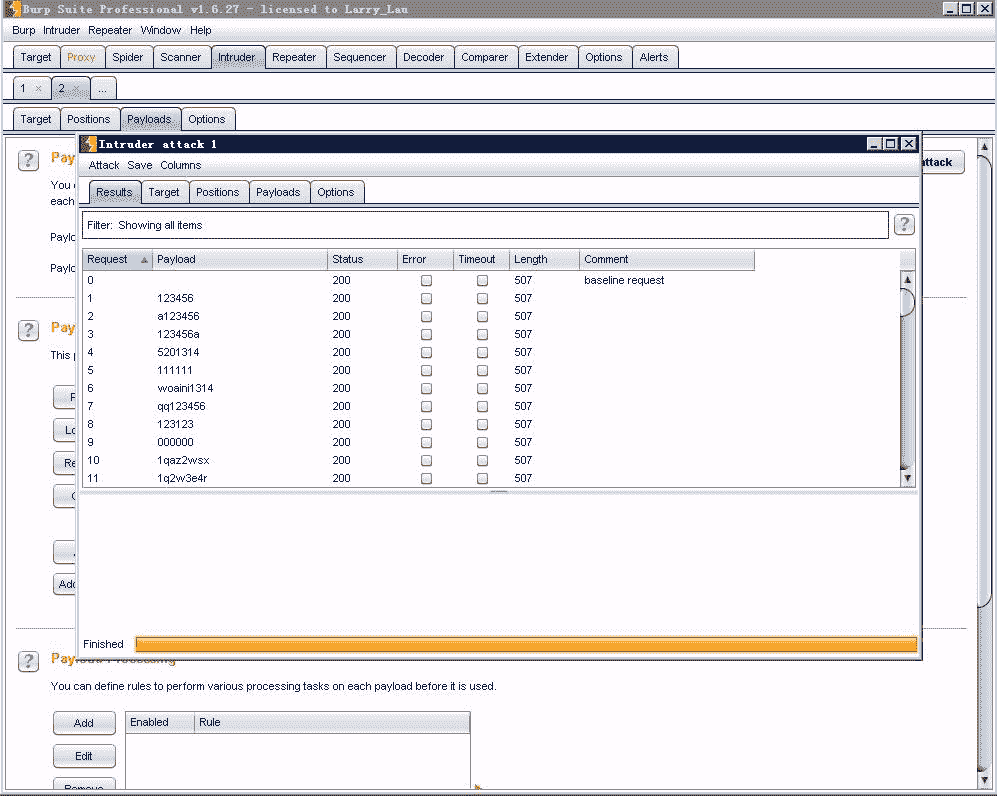 Burp Suite Professional v1.6.27 - licensed to Larry_Lau
Burp Intruder Repeater Window Help
Target Proxy Spider Scanner Intruder Repeater Sequencer Decoder Comparer Extender Options Alerts
1 × 2 × ...
Target Positions Payloads Options
? Pay
attack
You
each
Paylo
Paylo
Intruder attack 1
Attack Save Columns
Results Target Positions Payloads Options
Filter: Showing all items ?
Request Payload Status Error Timeout Length Comment
0 200 507 baseline request
1 123456 200 507
2 a123456 200 507
3 123456a 200 507
4 5201314 200 507
5 111111 200 507
6 woaini1314 200 507
7 qq123456 200 507
8 123123 200 507
9 000000 200 507
10 1qaz2wsx 200 507
11 1q2w3e4r 200 507
Finished
? Pay
This
P
Lo
Re
Add
? Payload Processing
You can define rules to perform various processing tasks on each payload before it is used.
Add Enabled Rule
Edit
Remove